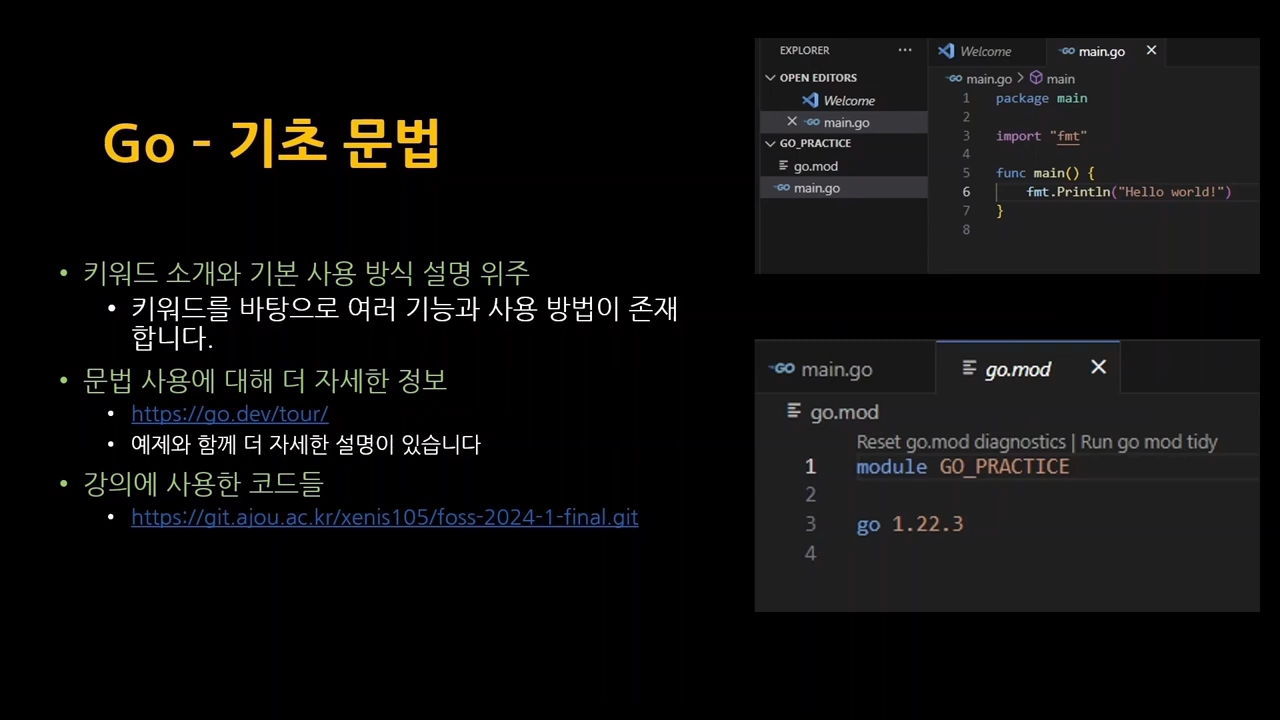 Go - 기초 문법
• 키워드 소개와 기본 사용 방식 설명 위주
• 키워드를 바탕으로 여러 기능과 사용 방법이 존재
합니다.
• 문법 사용에 대해 더 자세한 정보
• https://go.dev/tour/
• 예제와 함께 더 자세한 설명이 있습니다
• 강의에 사용한 코드들
• https://git.ajou.ac.kr/xenis105/foss-2024-1-final.git
EXPLORER ···
OPEN EDITORS
Welcome
× GO main.go
GO_PRACTICE
go.mod
GO main.go
Welcome GO main.go ×
GO main.go > main
1 package main
2
3 import "fmt"
4
5 func main() {
6 fmt.Println("Hello world!")
7 }
8
GO main.go go.mod ×
go.mod
Reset go.mod diagnostics | Run go mod tidy
1 module GO_PRACTICE
2
3 go 1.22.3
4